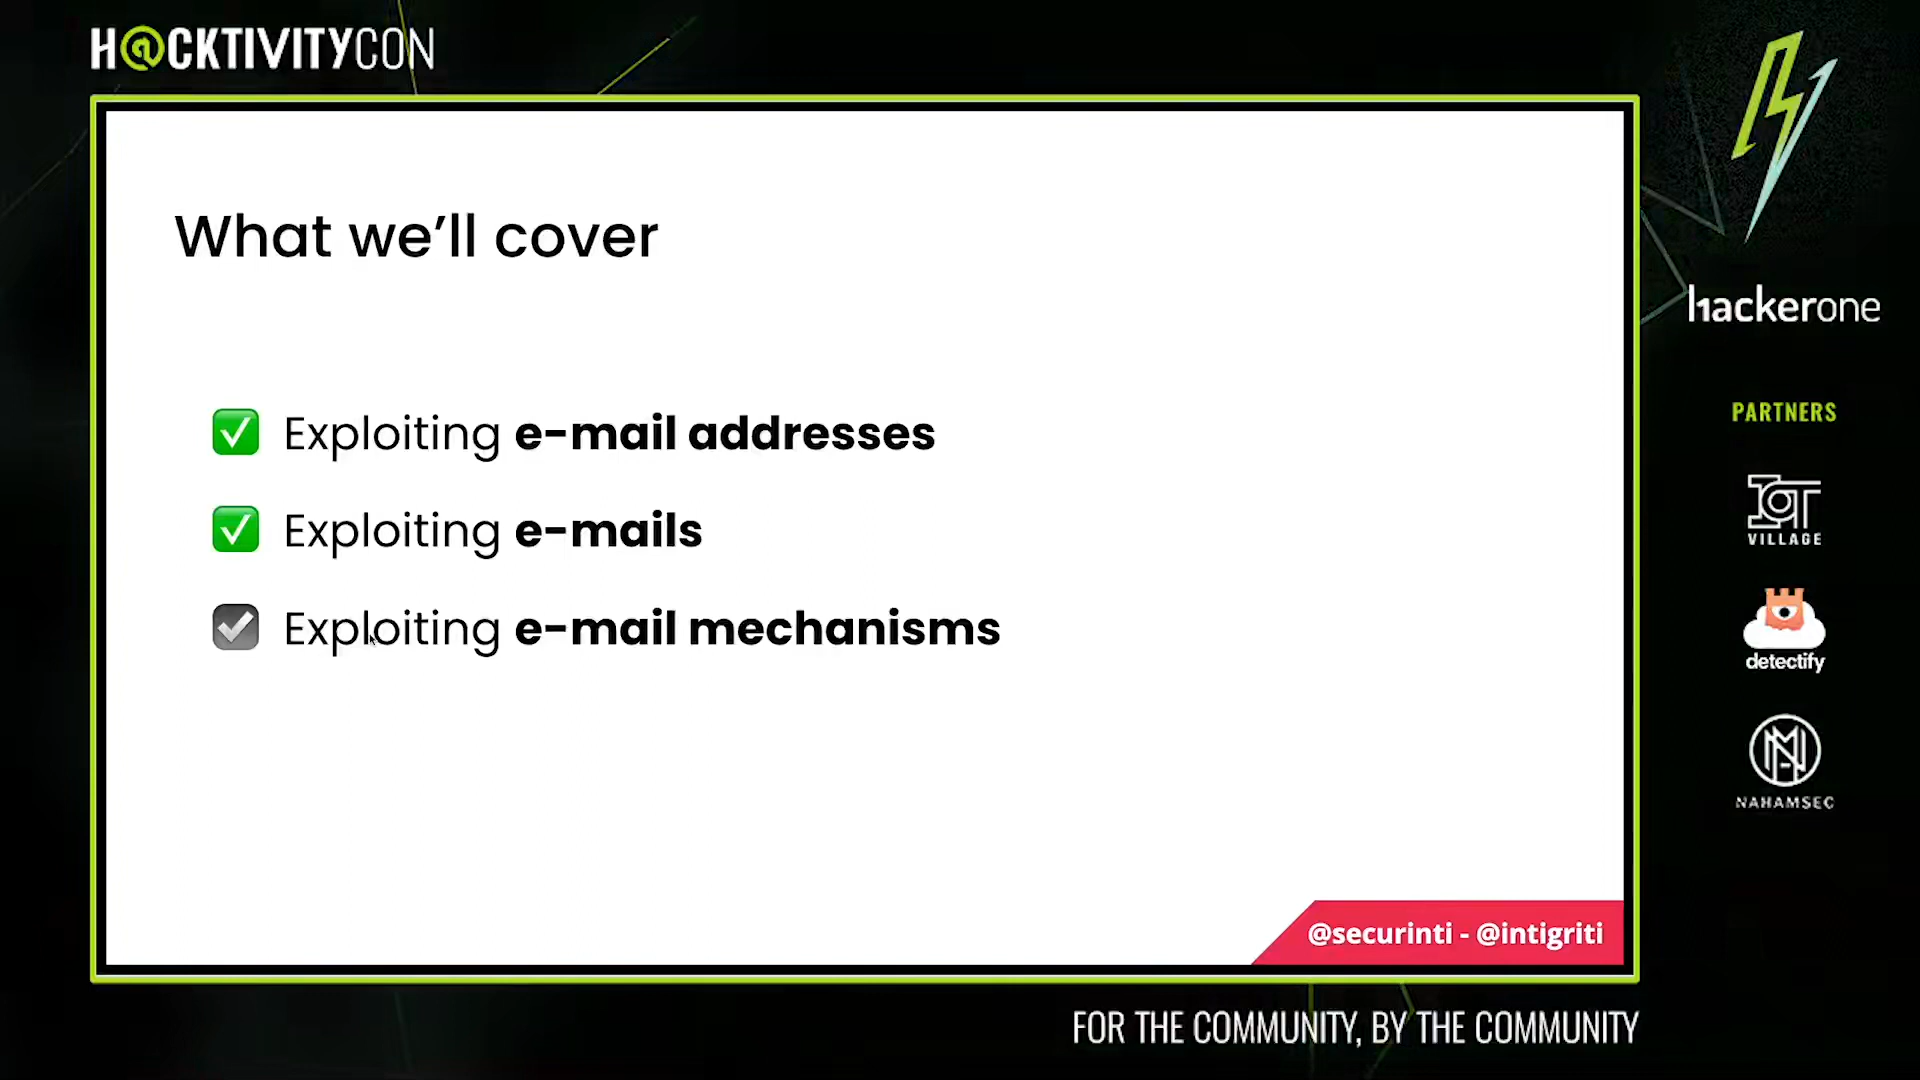 H@CKTIVITYCON
What we’ll cover
Exploiting e-mail addresses
Exploiting e-mails
Exploiting e-mail mechanisms
@securinti - @intigriti
FOR THE COMMUNITY, BY THE COMMUNITY
hackerone
PARTNERS
IOT
VILLAGE
detectify
NAHAMSEC